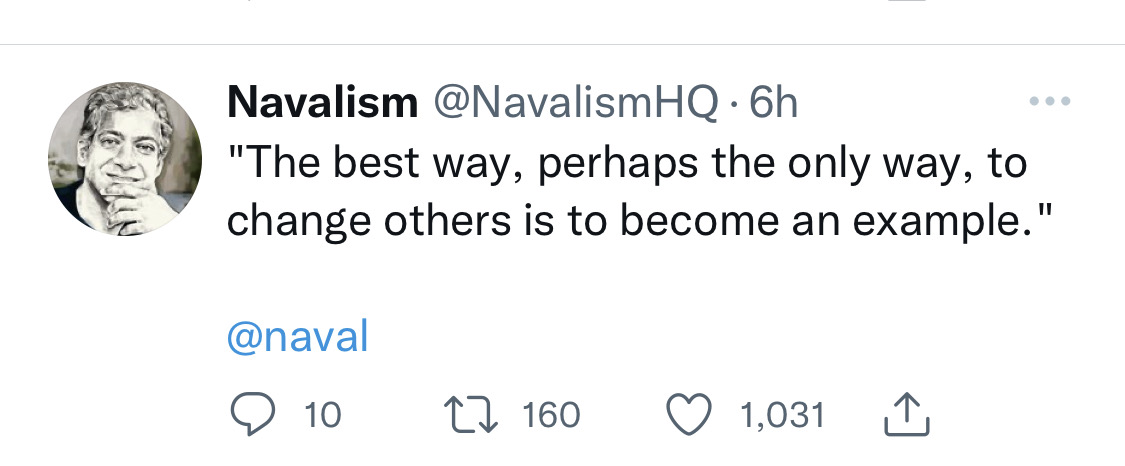 Navalism @NavalismHQ · 6h
"The best way, perhaps the only way, to
change others is to become an example."
@naval
10 160 1,031